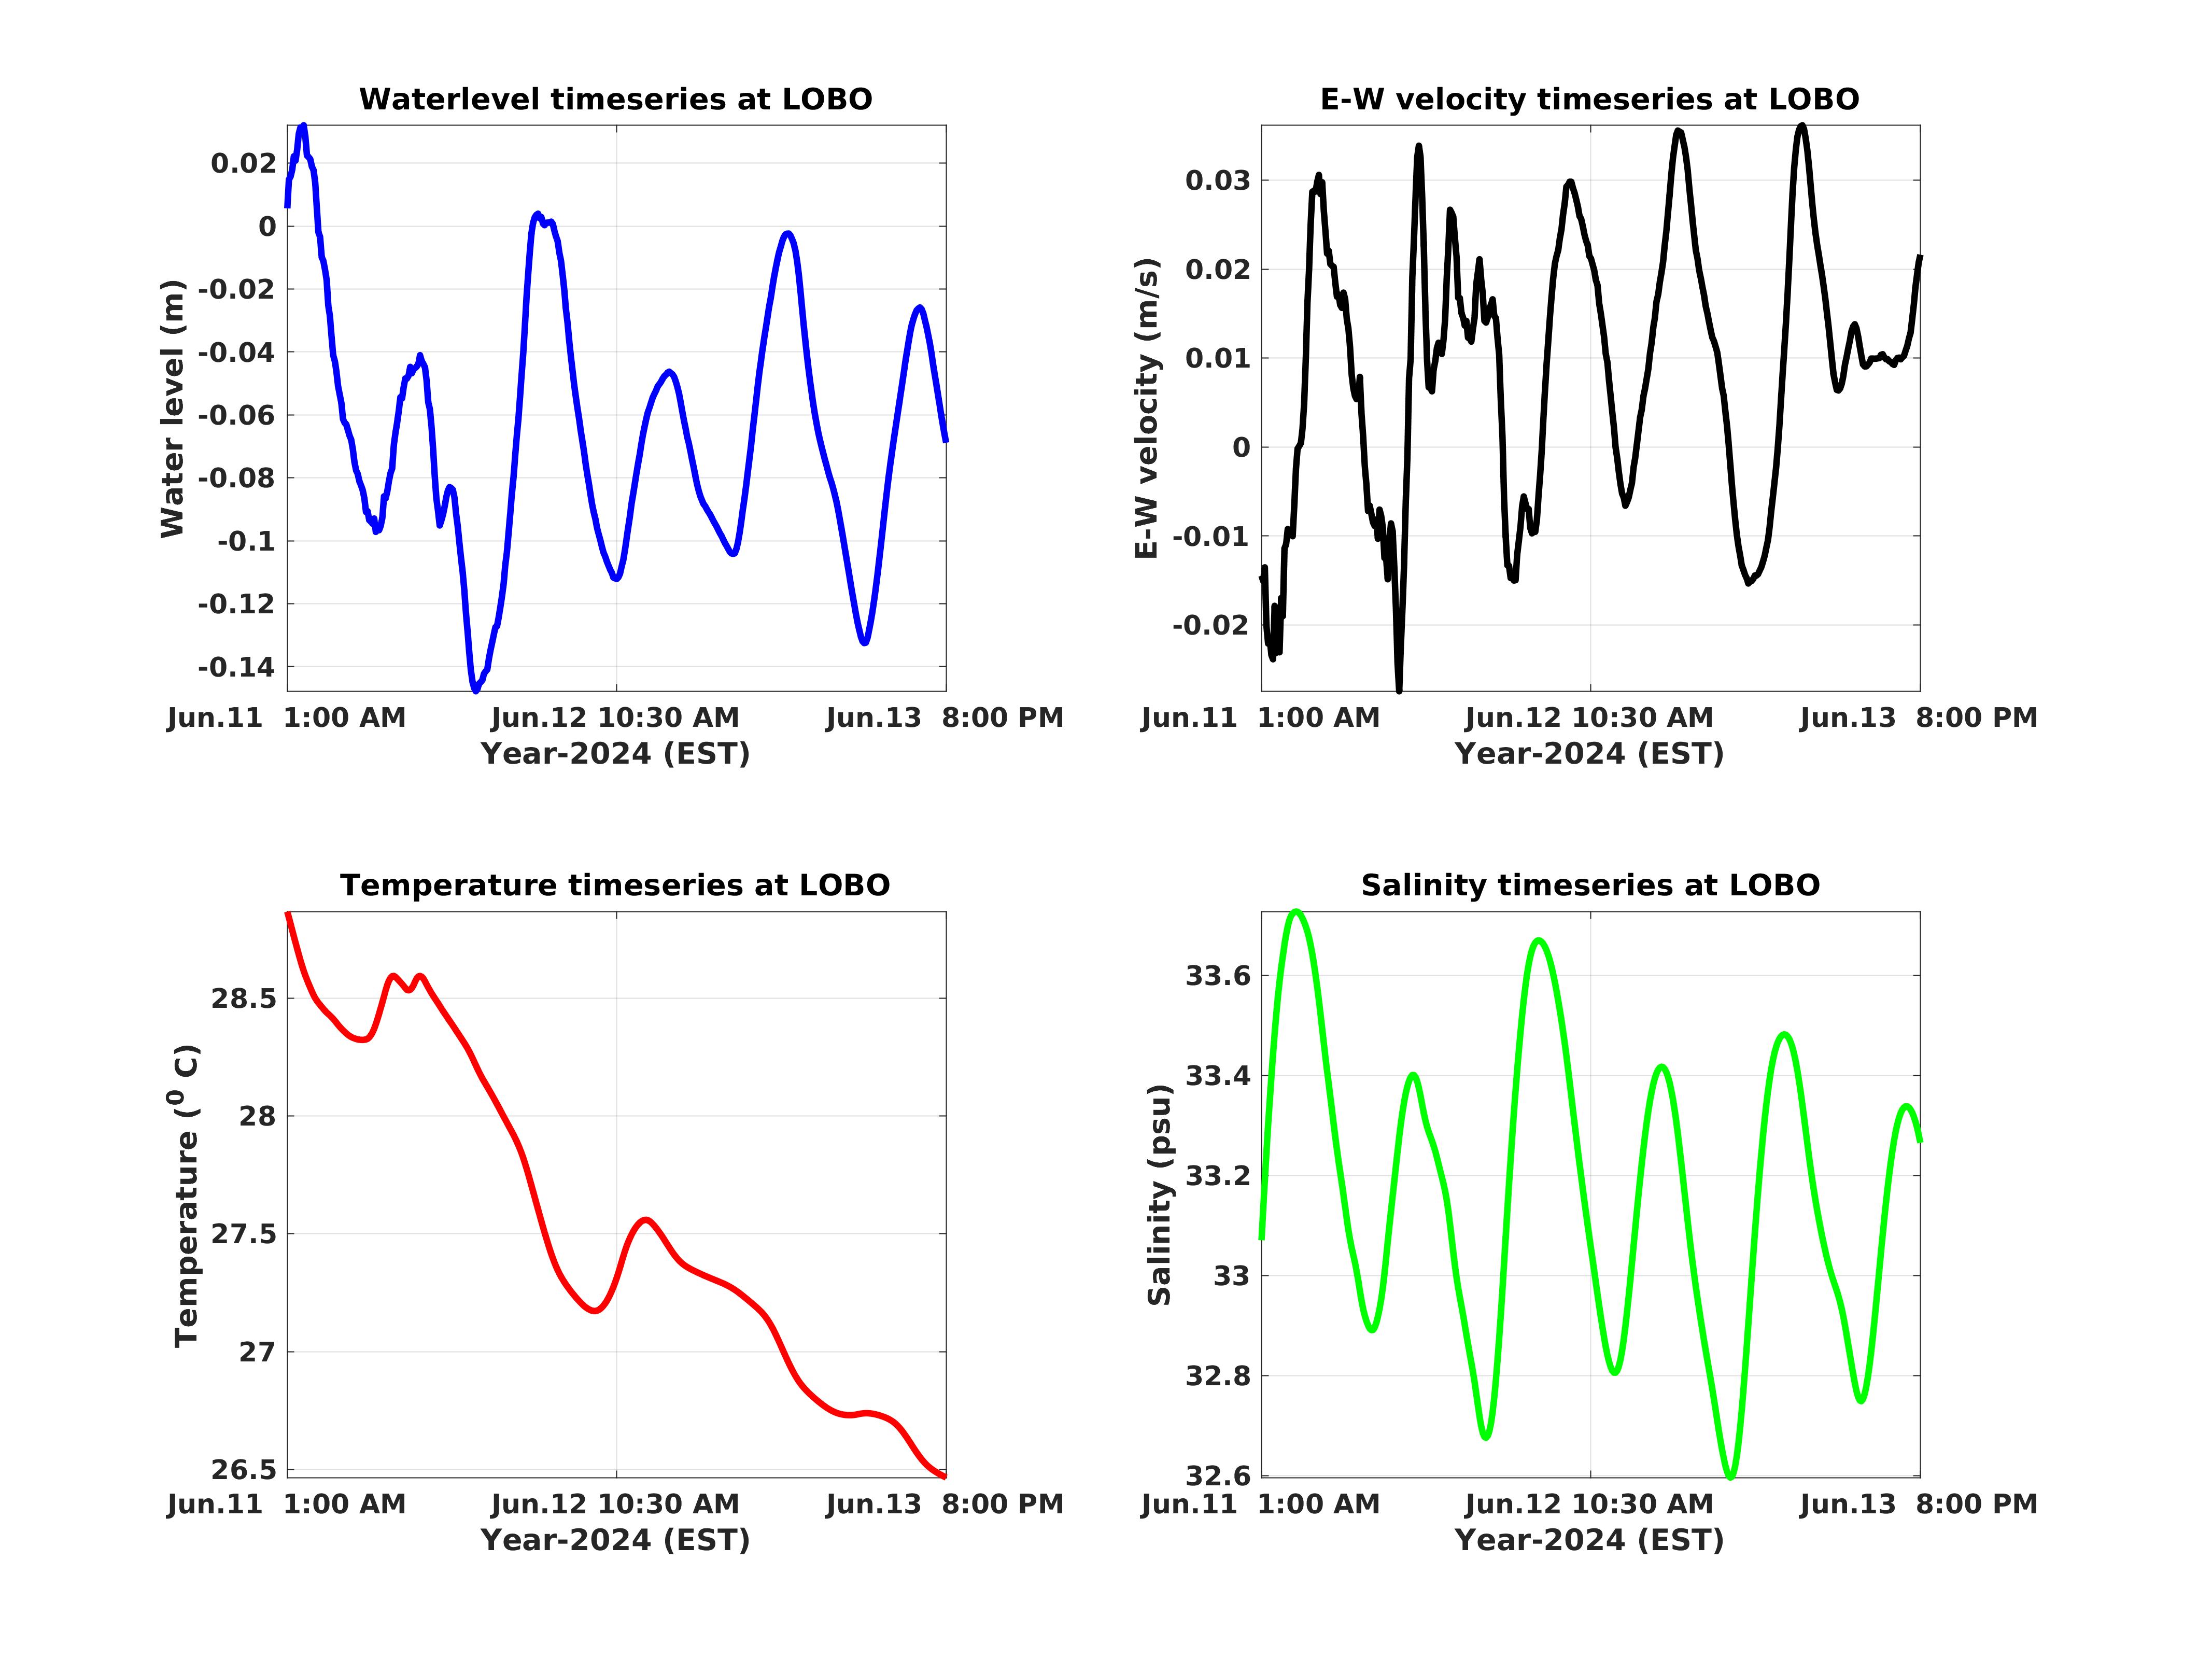 Waterlevel timeseries at LOBO
Water level (m)
0.02
0
-0.02
-0.04
-0.06
-0.08
-0.1
-0.12
-0.14
Jun.11 1:00 AM Jun.12 10:30 AM Jun.13 8:00 PM
Year-2024 (EST)
E-W velocity timeseries at LOBO
E-W velocity (m/s)
0.03
0.02
0.01
0
-0.01
-0.02
Jun.11 1:00 AM Jun.12 10:30 AM Jun.13 8:00 PM
Year-2024 (EST)
Temperature timeseries at LOBO
Temperature (⁰ C)
28.5
28
27.5
27
26.5
Jun.11 1:00 AM Jun.12 10:30 AM Jun.13 8:00 PM
Year-2024 (EST)
Salinity timeseries at LOBO
Salinity (psu)
33.6
33.4
33.2
33
32.8
32.6
Jun.11 1:00 AM Jun.12 10:30 AM Jun.13 8:00 PM
Year-2024 (EST)